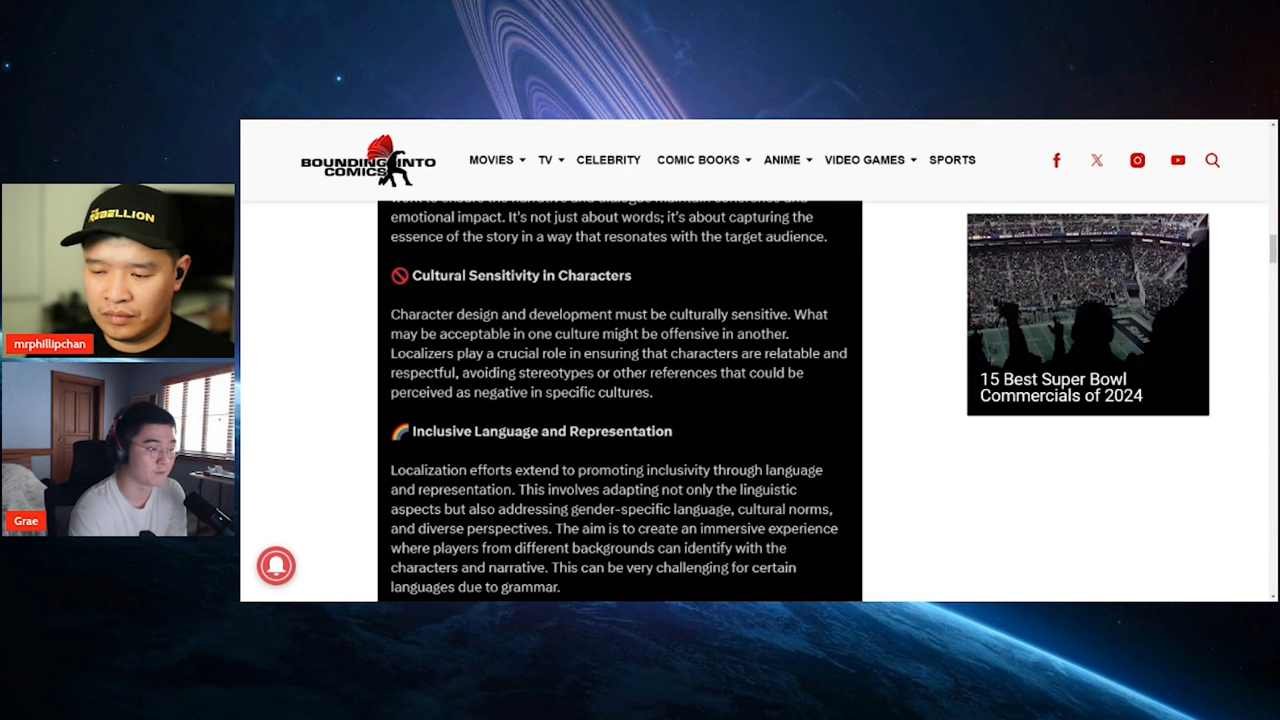 BOUNDING INTO
COMICS
MOVIES TV CELEBRITY COMIC BOOKS ANIME VIDEO GAMES SPORTS
emotional impact. It's not just about words; it's about capturing the
essence of the story in a way that resonates with the target audience.
Cultural Sensitivity in Characters
Character design and development must be culturally sensitive. What
may be acceptable in one culture might be offensive in another.
Localizers play a crucial role in ensuring that characters are relatable and
respectful, avoiding stereotypes or other references that could be
perceived as negative in specific cultures.
Inclusive Language and Representation
Localization efforts extend to promoting inclusivity through language
and representation. This involves adapting not only the linguistic
aspects but also addressing gender-specific language, cultural norms,
and diverse perspectives. The aim is to create an immersive experience
where players from different backgrounds can identify with the
characters and narrative. This can be very challenging for certain
languages due to grammar.
15 Best Super Bowl
Commercials of 2024
REBELLION
mrphillipchan
Grae